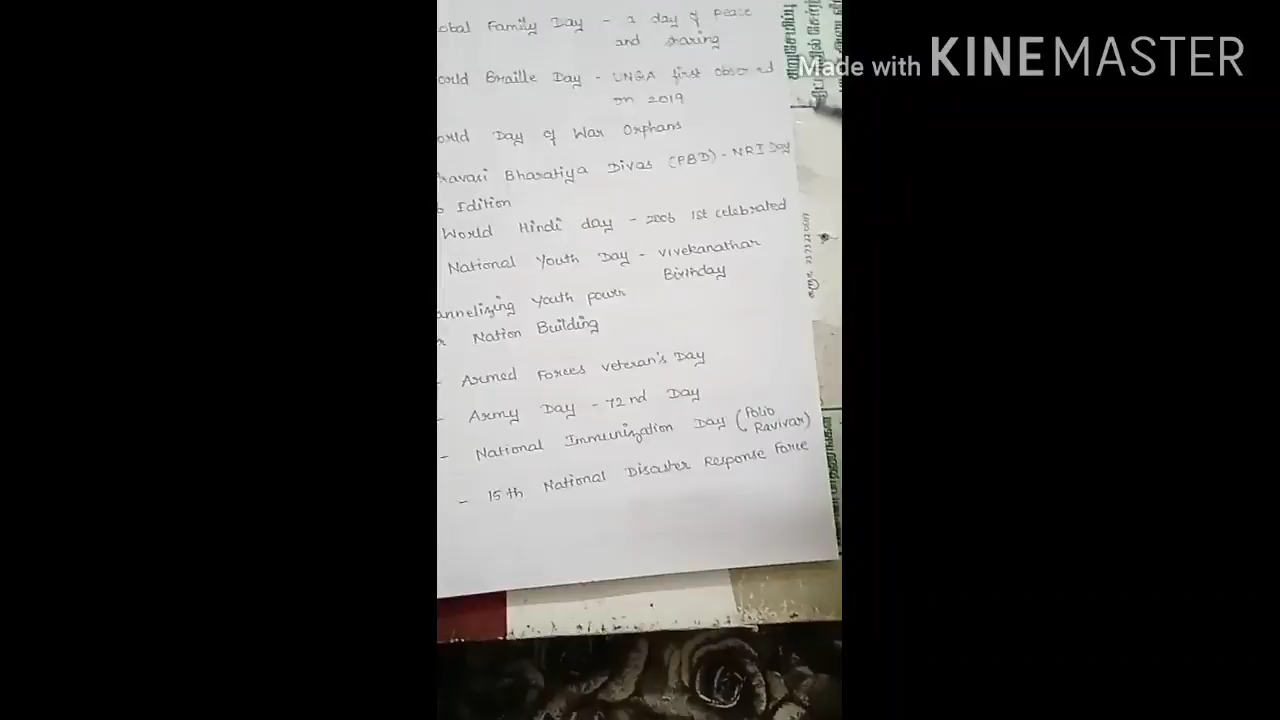 Made with KINEMASTER
obal Family Day - a day of peace
and sharing
orld Braille Day - UNGA first observed
on 2019
orld Day of War Orphans
ravasi Bharatiya Divas (PBD) - NRI Day
Edition
World Hindi day - 2006 1st celebrated
National Youth Day - Vivekanathar
Birthday
annelizing Youth power
r Nation Building
- Armed Forces Veteran's Day
- Army Day - 72nd Day
- National Immunization Day (Polio
Ravivar)
- 15th National Disaster Response Force